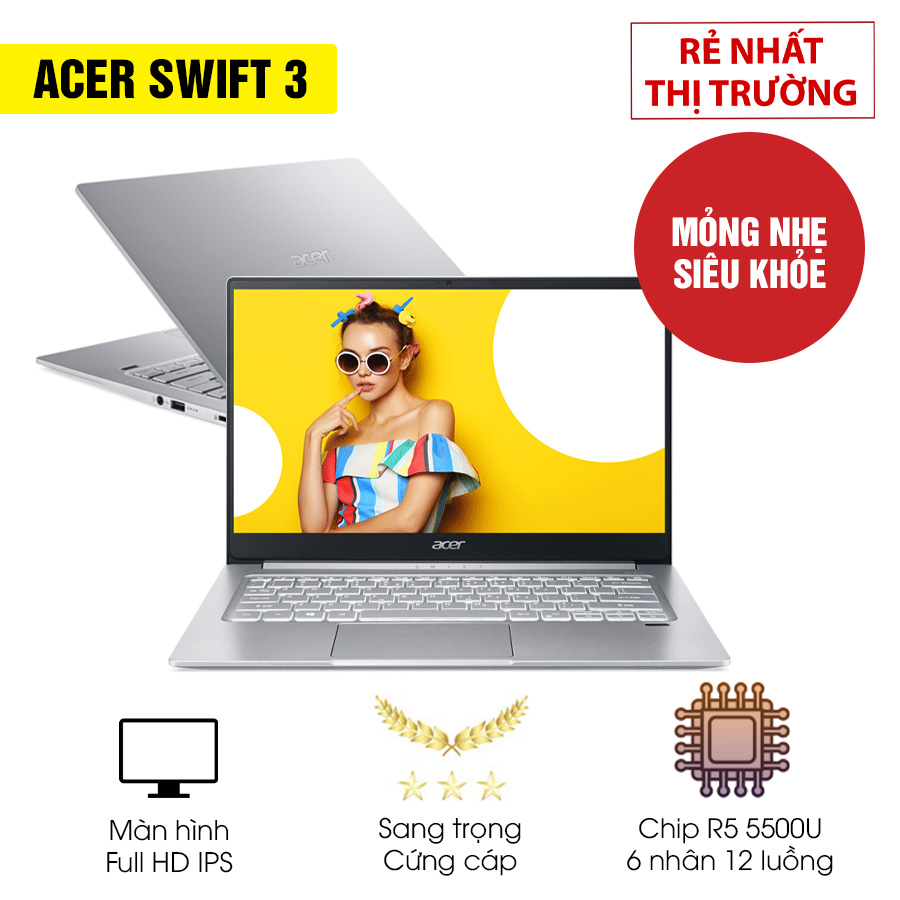 ACER SWIFT 3
RẺ NHẤT
THỊ TRƯỜNG
MỎNG NHẸ
SIÊU KHỎE
acer
acer
SWIFT
Màn hình
Full HD IPS
Sang trọng
Cứng cáp
Chip R5 5500U
6 nhân 12 luồng